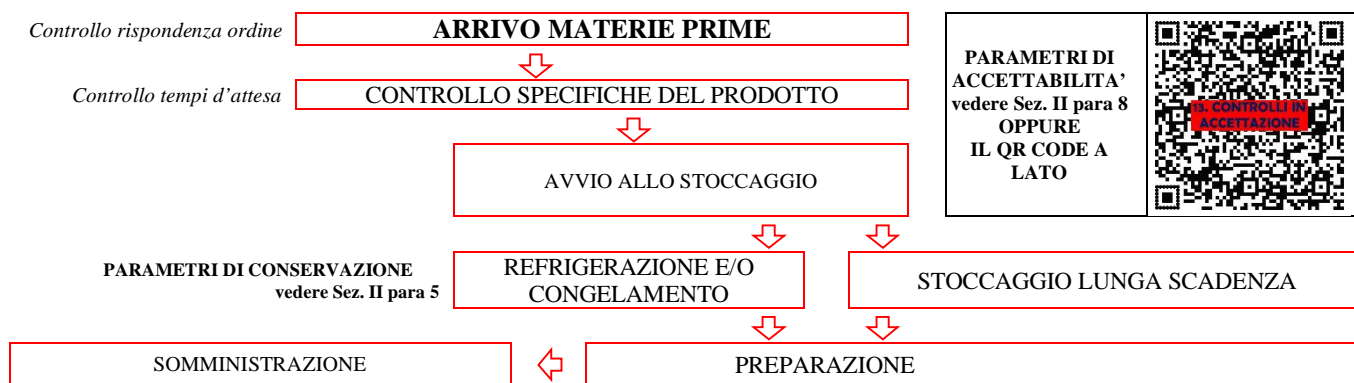 Controllo rispondenza ordine
ARRIVO MATERIE PRIME
PARAMETRI DI
ACCETTABILITA’
vedere Sez. II para 8
OPPURE
IL QR CODE A
LATO
13. CONTROLLI IN
ACCETTAZIONE
Controllo tempi d’attesa
CONTROLLO SPECIFICHE DEL PRODOTTO
AVVIO ALLO STOCCAGGIO
PARAMETRI DI CONSERVAZIONE
vedere Sez. II para 5
REFRIGERAZIONE E/O
CONGELAMENTO
STOCCAGGIO LUNGA SCADENZA
SOMMINISTRAZIONE
PREPARAZIONE